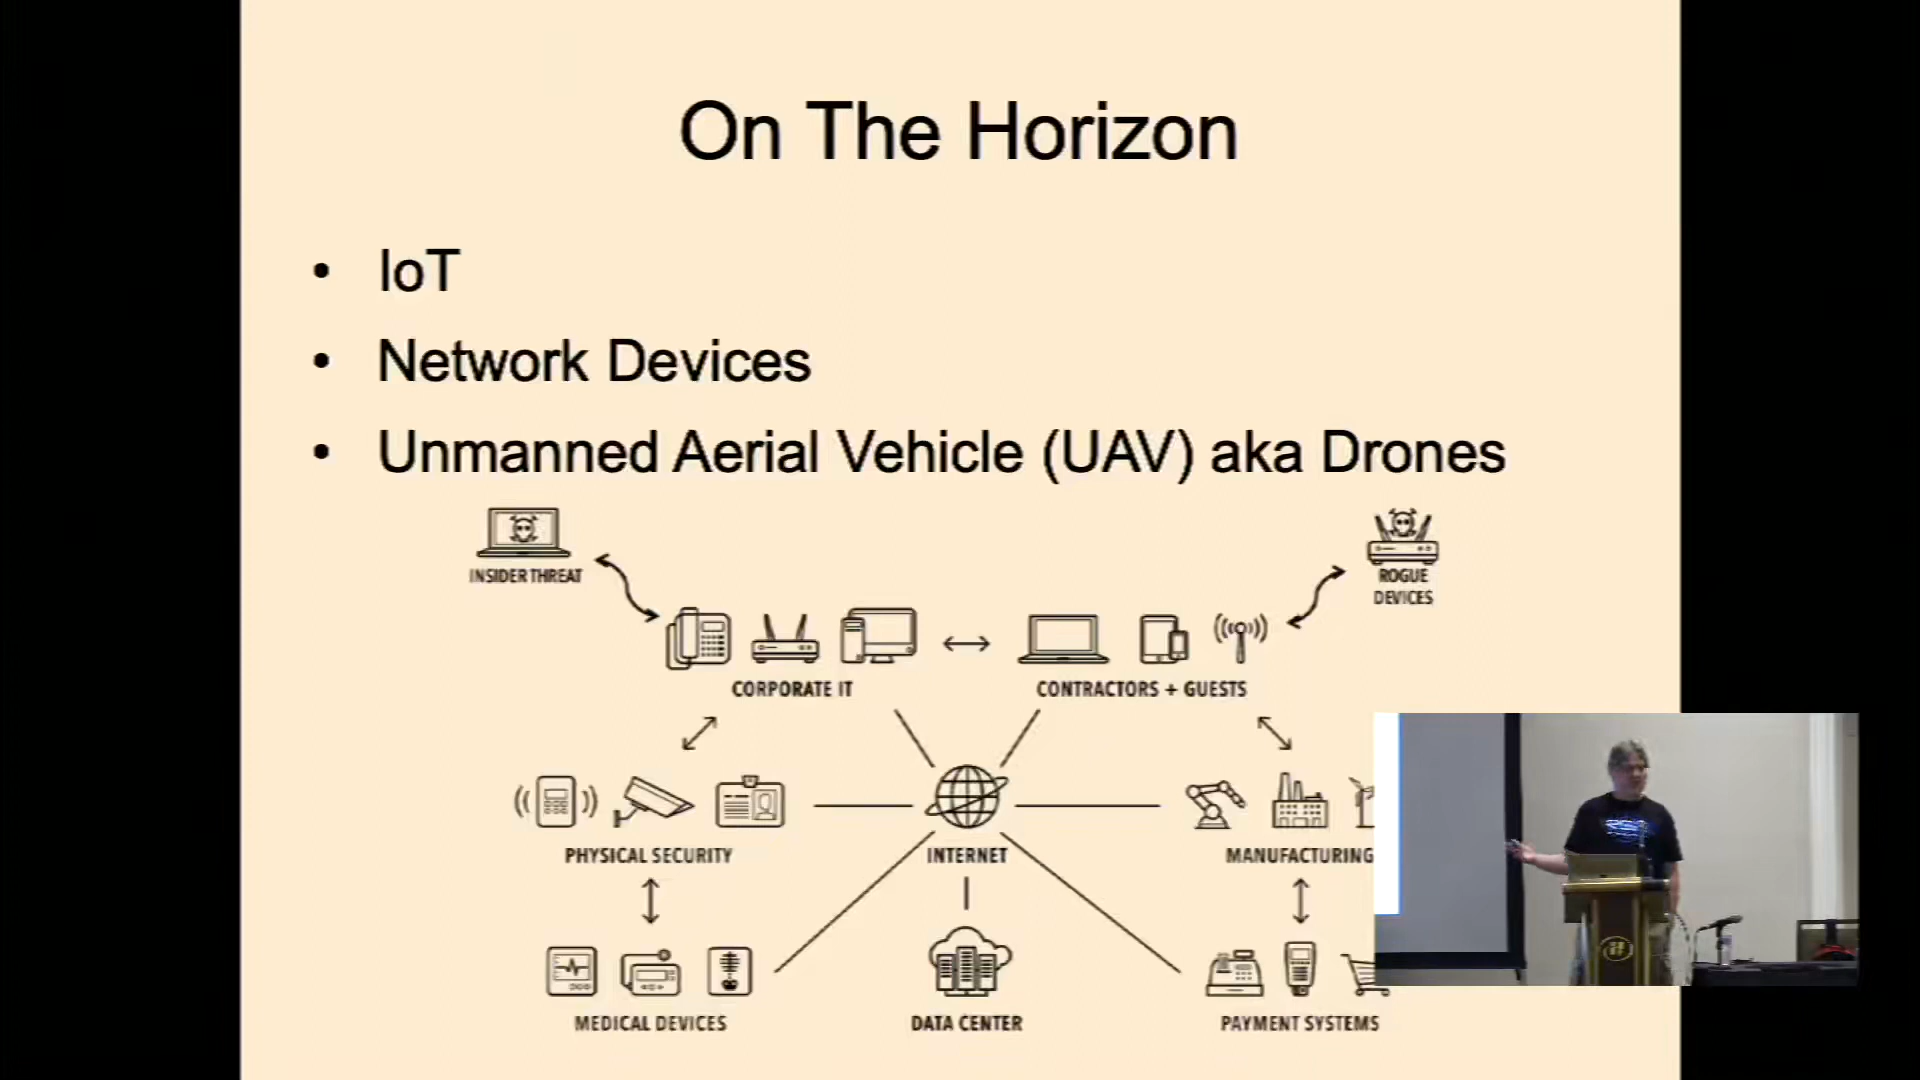 On The Horizon
• IoT
• Network Devices
• Unmanned Aerial Vehicle (UAV) aka Drones
INSIDER THREAT
ROGUE
DEVICES
CORPORATE IT
CONTRACTORS + GUESTS
PHYSICAL SECURITY
INTERNET
MANUFACTURING
MEDICAL DEVICES
DATA CENTER
PAYMENT SYSTEMS